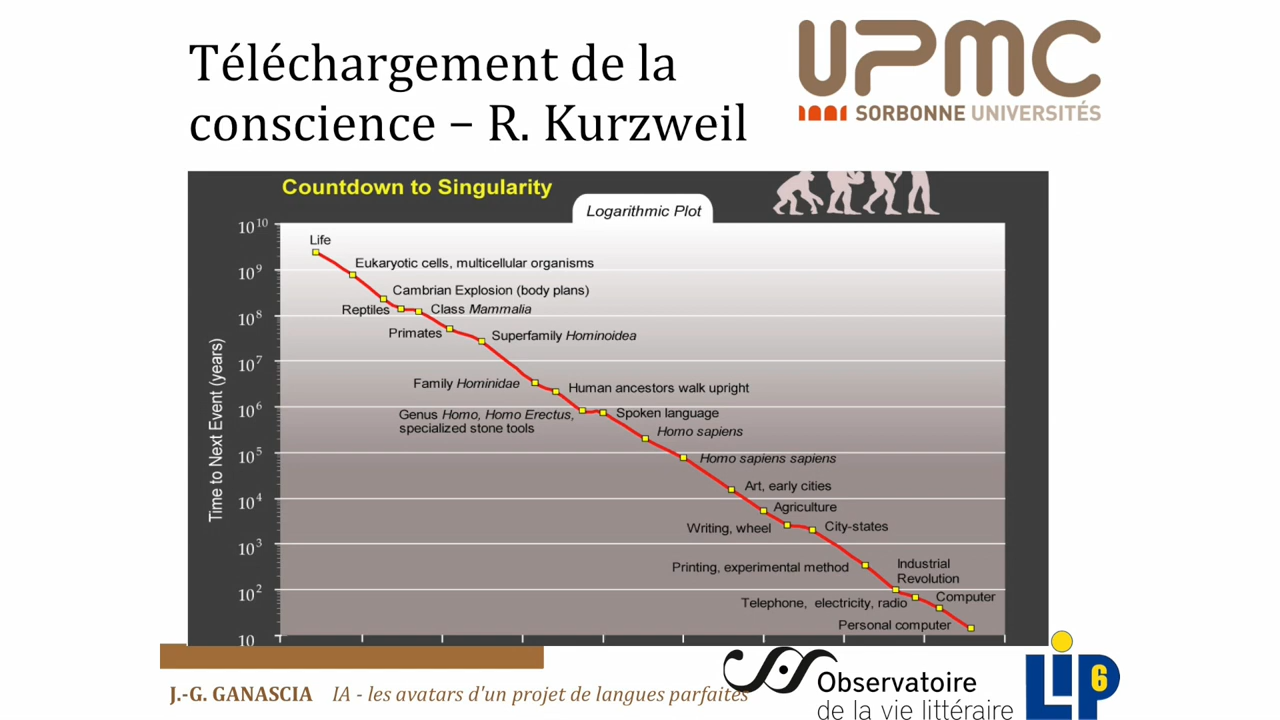 Téléchargement de la
conscience – R. Kurzweil
UPMC
SORBONNE UNIVERSITÉS
Countdown to Singularity
Logarithmic Plot
Time to Next Event (years)
10¹⁰
10⁹
10⁸
10⁷
10⁶
10⁵
10⁴
10³
10²
10
Life
Eukaryotic cells, multicellular organisms
Cambrian Explosion (body plans)
Reptiles
Class Mammalia
Primates
Superfamily Hominoidea
Family Hominidae
Human ancestors walk upright
Genus Homo, Homo Erectus,
specialized stone tools
Spoken language
Homo sapiens
Homo sapiens sapiens
Art, early cities
Agriculture
Writing, wheel
City-states
Printing, experimental method
Industrial
Revolution
Telephone, electricity, radio
Computer
Personal computer
J.-G. GANASCIA IA - les avatars d'un projet de langues parfaites
Observatoire
de la vie littéraire
LIP6